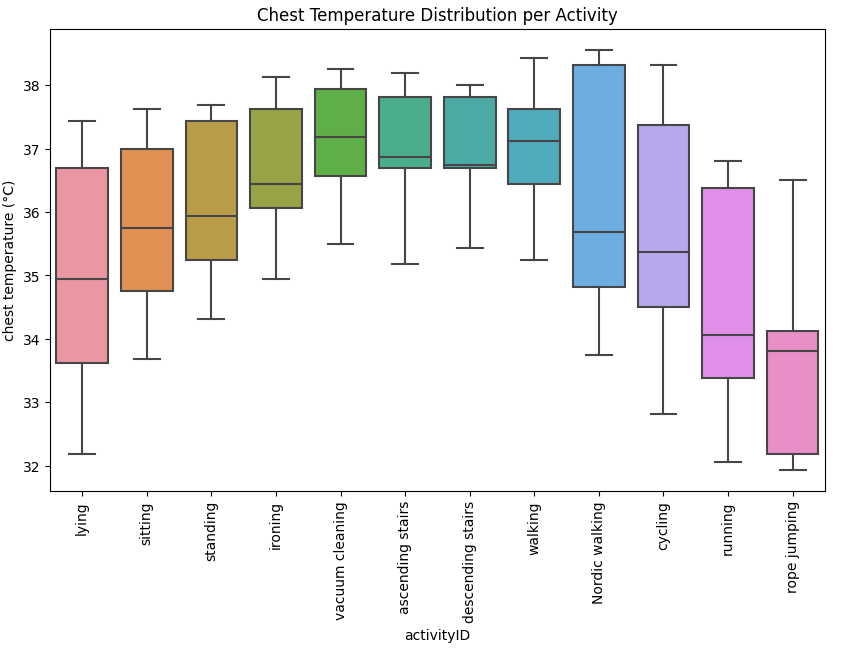 Chest Temperature Distribution per Activity
chest temperature (°C)
38
37
36
35
34
33
32
lying
sitting
standing
ironing
vacuum cleaning
ascending stairs
descending stairs
walking
Nordic walking
cycling
running
rope jumping
activityID